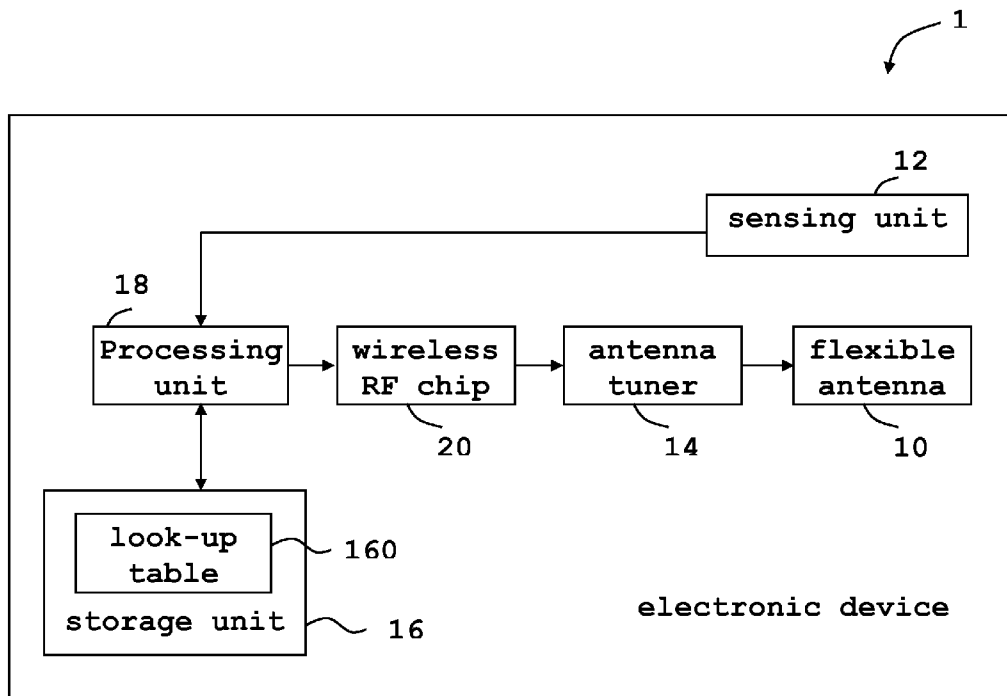 1
12
sensing unit
18
Processing
unit
wireless
RF chip
antenna
tuner
flexible
antenna
20
14
10
look-up
table
160
storage unit
16
electronic device